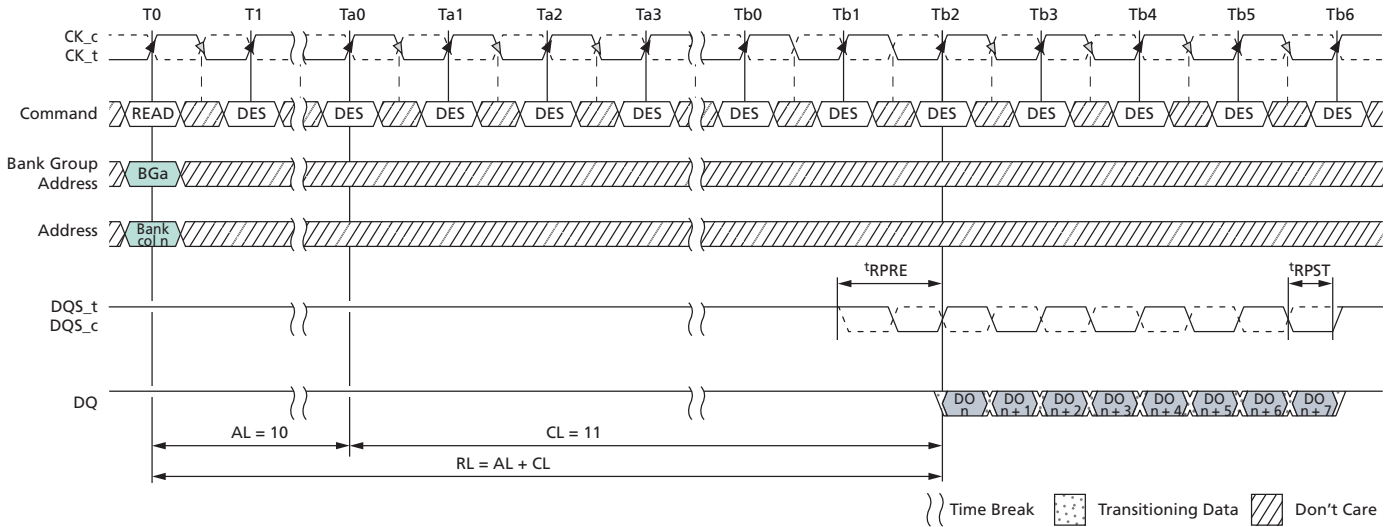 T0 T1 Ta0 Ta1 Ta2 Ta3 Tb0 Tb1 Tb2 Tb3 Tb4 Tb5 Tb6
CK_c
CK_t
Command READ DES DES DES DES DES DES DES DES DES DES DES
Bank Group
Address
BGa
Address
Bank
col n
tRPRE tRPST
DQS_t
DQS_c
DQ
DO n DO n + 1 DO n + 2 DO n + 3 DO n + 4 DO n + 5 DO n + 6 DO n + 7
AL = 10 CL = 11
RL = AL + CL
Time Break Transitioning Data Don't Care